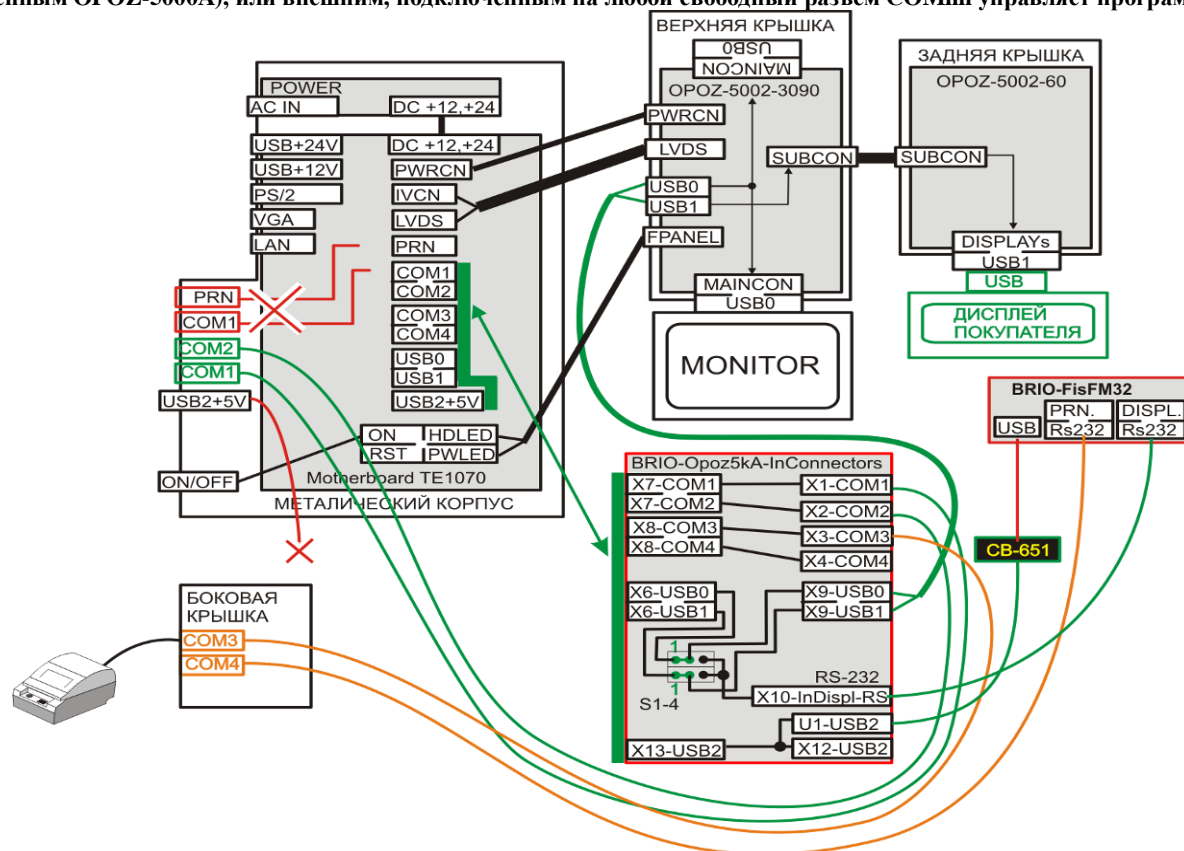 енным OPOZ-5000A), или внешним, подключенным на любой свободный разъем COM
управляет програм
POWER
AC IN
DC +12,+24
USB+24V
DC +12,+24
USB+12V
PWRCN
PS/2
IVCN
VGA
LVDS
LAN
PRN
COM1
COM2
COM3
COM4
USB0
USB1
USB2+5V
PRN
COM1
COM2
COM1
USB2+5V
ON
HDLED
RST
PWLED
ON/OFF
Motherboard TE1070
МЕТАЛИЧЕСКИЙ КОРПУС
ВЕРХНЯЯ КРЫШКА
USB0
MAINCON
OPOZ-5002-3090
PWRCN
LVDS
SUBCON
USB0
USB1
FPANEL
MAINCON
USB0
MONITOR
ЗАДНЯЯ КРЫШКА
OPOZ-5002-60
SUBCON
DISPLAYs
USB1
USB
ДИСПЛЕЙ
ПОКУПАТЕЛЯ
BRIO-FisFM32
PRN.
DISPL.
USB
Rs232
Rs232
CB-651
BRIO-Opoz5kA-InConnectors
X7-COM1
X1-COM1
X7-COM2
X2-COM2
X8-COM3
X3-COM3
X8-COM4
X4-COM4
X6-USB0
X9-USB0
X6-USB1
X9-USB1
1
1
S1-4
RS-232
X10-InDispl-RS
U1-USB2
X13-USB2
X12-USB2
БОКОВАЯ
КРЫШКА
COM3
COM4